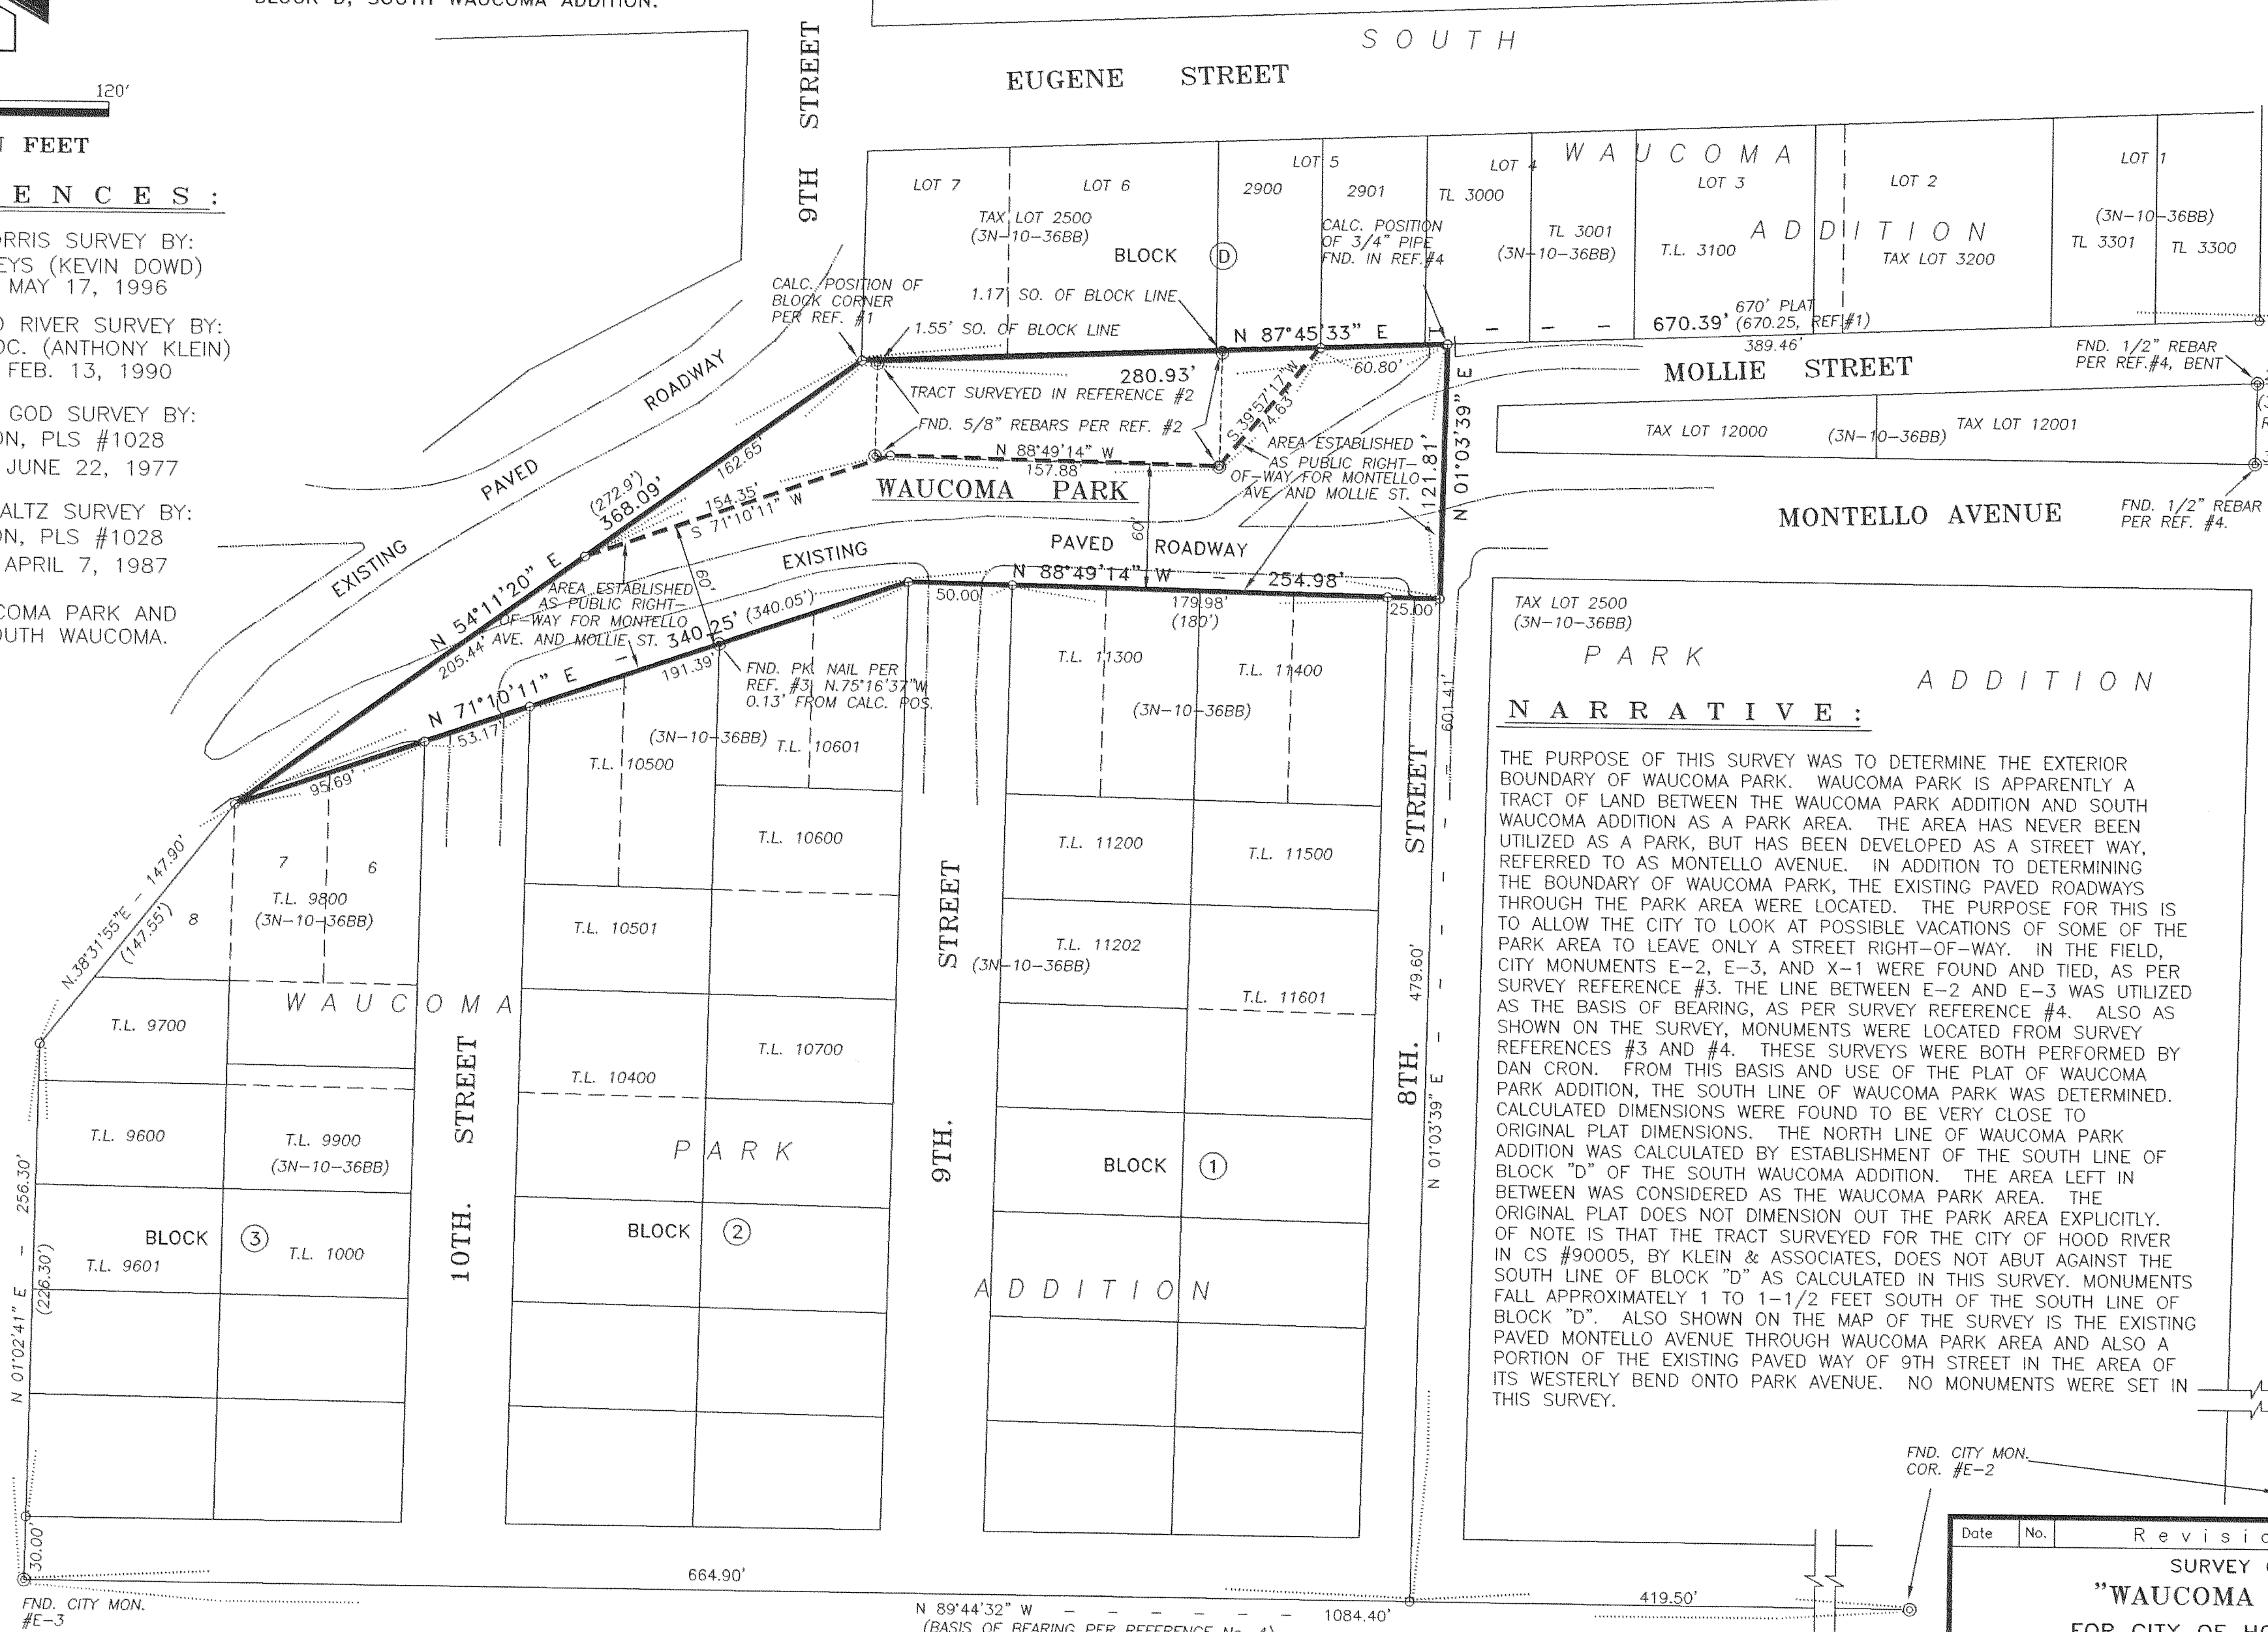 BLOCK D, SOUTH WAUCOMA ADDITION.
120'
FEET
ENCES:
SURVEY BY:
(KEVIN DOWD)
MAY 17, 1996
RIVER SURVEY BY:
(ANTHONY KLEIN)
FEB. 13, 1990
GOD SURVEY BY:
PLS #1028
JUNE 22, 1977
SURVEY BY:
PLS #1028
APRIL 7, 1987
PARK AND
SOUTH WAUCOMA.
SOUTH
EUGENE STREET
9TH STREET
WAUCOMA
ADDITION
LOT 7
LOT 6
LOT 5
2900
2901
LOT 4
TL 3000
TL 3001
(3N-10-36BB)
LOT 3
T.L. 3100
LOT 2
TAX LOT 3200
LOT 1
(3N-10-36BB)
TL 3301
TL 3300
TAX LOT 2500
(3N-10-36BB)
BLOCK D
CALC. POSITION
OF 3/4" PIPE
FND. IN REF.#4
CALC. POSITION OF
BLOCK CORNER
PER REF. #1
1.17' SO. OF BLOCK LINE
1.55' SO. OF BLOCK LINE
N 87°45'33" E - - - 670.39'
670' PLAT
(670.25, REF.#1)
389.46'
280.93'
60.80'
TRACT SURVEYED IN REFERENCE #2
FND. 5/8" REBARS PER REF. #2
S.39°57'17"W
74.63'
N 88°49'14" W
157.88'
WAUCOMA PARK
AREA ESTABLISHED
AS PUBLIC RIGHT-
OF-WAY FOR MONTELLO
AVE. AND MOLLIE ST.
121.81'
N 01°03'39" E
MOLLIE STREET
FND. 1/2" REBAR
PER REF.#4, BENT
TAX LOT 12000
(3N-10-36BB)
TAX LOT 12001
MONTELLO AVENUE
FND. 1/2" REBAR
PER REF. #4.
EXISTING PAVED ROADWAY
162.65'
(272.9')
368.09'
154.35'
S 71°10'11" W
N 54°11'20" E
205.44'
60'
60'
EXISTING PAVED ROADWAY
N 88°49'14" W - 254.98'
50.00'
179.98'
(180')
25.00'
AREA ESTABLISHED
AS PUBLIC RIGHT-
OF-WAY FOR MONTELLO
AVE. AND MOLLIE ST.
N 71°10'11" E - 340.25' (340.05')
191.39'
53.17'
95.69'
FND. PK NAIL PER
REF. #3, N.75°16'37"W
0.13' FROM CALC. POS.
N.38°31'55"E - 147.90'
(147.55')
8
7
6
T.L. 9800
(3N-10-36BB)
T.L. 9700
T.L. 9600
T.L. 9900
(3N-10-36BB)
BLOCK 3
T.L. 9601
T.L. 1000
N 01°02'41" E - 256.30'
(226.30')
30.00'
FND. CITY MON.
#E-3
WAUCOMA
PARK
ADDITION
10TH. STREET
T.L. 10500
(3N-10-36BB)
T.L. 10601
T.L. 10600
T.L. 10501
T.L. 10700
T.L. 10400
BLOCK 2
9TH. STREET
T.L. 11300
T.L. 11400
(3N-10-36BB)
T.L. 11200
T.L. 11500
T.L. 11202
(3N-10-36BB)
T.L. 11601
BLOCK 1
8TH. STREET
N 01°03'39" E - - - - - - 601.41'
479.60'
664.90'
N 89°44'32" W - - - - - - 1084.40'
(BASIS OF BEARING PER REFERENCE No. 4)
419.50'
TAX LOT 2500
(3N-10-36BB)
PARK
ADDITION
NARRATIVE:
THE PURPOSE OF THIS SURVEY WAS TO DETERMINE THE EXTERIOR
BOUNDARY OF WAUCOMA PARK. WAUCOMA PARK IS APPARENTLY A
TRACT OF LAND BETWEEN THE WAUCOMA PARK ADDITION AND SOUTH
WAUCOMA ADDITION AS A PARK AREA. THE AREA HAS NEVER BEEN
UTILIZED AS A PARK, BUT HAS BEEN DEVELOPED AS A STREET WAY,
REFERRED TO AS MONTELLO AVENUE. IN ADDITION TO DETERMINING
THE BOUNDARY OF WAUCOMA PARK, THE EXISTING PAVED ROADWAYS
THROUGH THE PARK AREA WERE LOCATED. THE PURPOSE FOR THIS IS
TO ALLOW THE CITY TO LOOK AT POSSIBLE VACATIONS OF SOME OF THE
PARK AREA TO LEAVE ONLY A STREET RIGHT-OF-WAY. IN THE FIELD,
CITY MONUMENTS E-2, E-3, AND X-1 WERE FOUND AND TIED, AS PER
SURVEY REFERENCE #3. THE LINE BETWEEN E-2 AND E-3 WAS UTILIZED
AS THE BASIS OF BEARING, AS PER SURVEY REFERENCE #4. ALSO AS
SHOWN ON THE SURVEY, MONUMENTS WERE LOCATED FROM SURVEY
REFERENCES #3 AND #4. THESE SURVEYS WERE BOTH PERFORMED BY
DAN CRON. FROM THIS BASIS AND USE OF THE PLAT OF WAUCOMA
PARK ADDITION, THE SOUTH LINE OF WAUCOMA PARK WAS DETERMINED.
CALCULATED DIMENSIONS WERE FOUND TO BE VERY CLOSE TO
ORIGINAL PLAT DIMENSIONS. THE NORTH LINE OF WAUCOMA PARK
ADDITION WAS CALCULATED BY ESTABLISHMENT OF THE SOUTH LINE OF
BLOCK "D" OF THE SOUTH WAUCOMA ADDITION. THE AREA LEFT IN
BETWEEN WAS CONSIDERED AS THE WAUCOMA PARK AREA. THE
ORIGINAL PLAT DOES NOT DIMENSION OUT THE PARK AREA EXPLICITLY.
OF NOTE IS THAT THE TRACT SURVEYED FOR THE CITY OF HOOD RIVER
IN CS #90005, BY KLEIN & ASSOCIATES, DOES NOT ABUT AGAINST THE
SOUTH LINE OF BLOCK "D" AS CALCULATED IN THIS SURVEY. MONUMENTS
FALL APPROXIMATELY 1 TO 1-1/2 FEET SOUTH OF THE SOUTH LINE OF
BLOCK "D". ALSO SHOWN ON THE MAP OF THE SURVEY IS THE EXISTING
PAVED MONTELLO AVENUE THROUGH WAUCOMA PARK AREA AND ALSO A
PORTION OF THE EXISTING PAVED WAY OF 9TH STREET IN THE AREA OF
ITS WESTERLY BEND ONTO PARK AVENUE. NO MONUMENTS WERE SET IN
THIS SURVEY.
FND. CITY MON.
COR. #E-2
Date No. Revisi
SURVEY
"WAUCOMA
FOR CITY OF HO